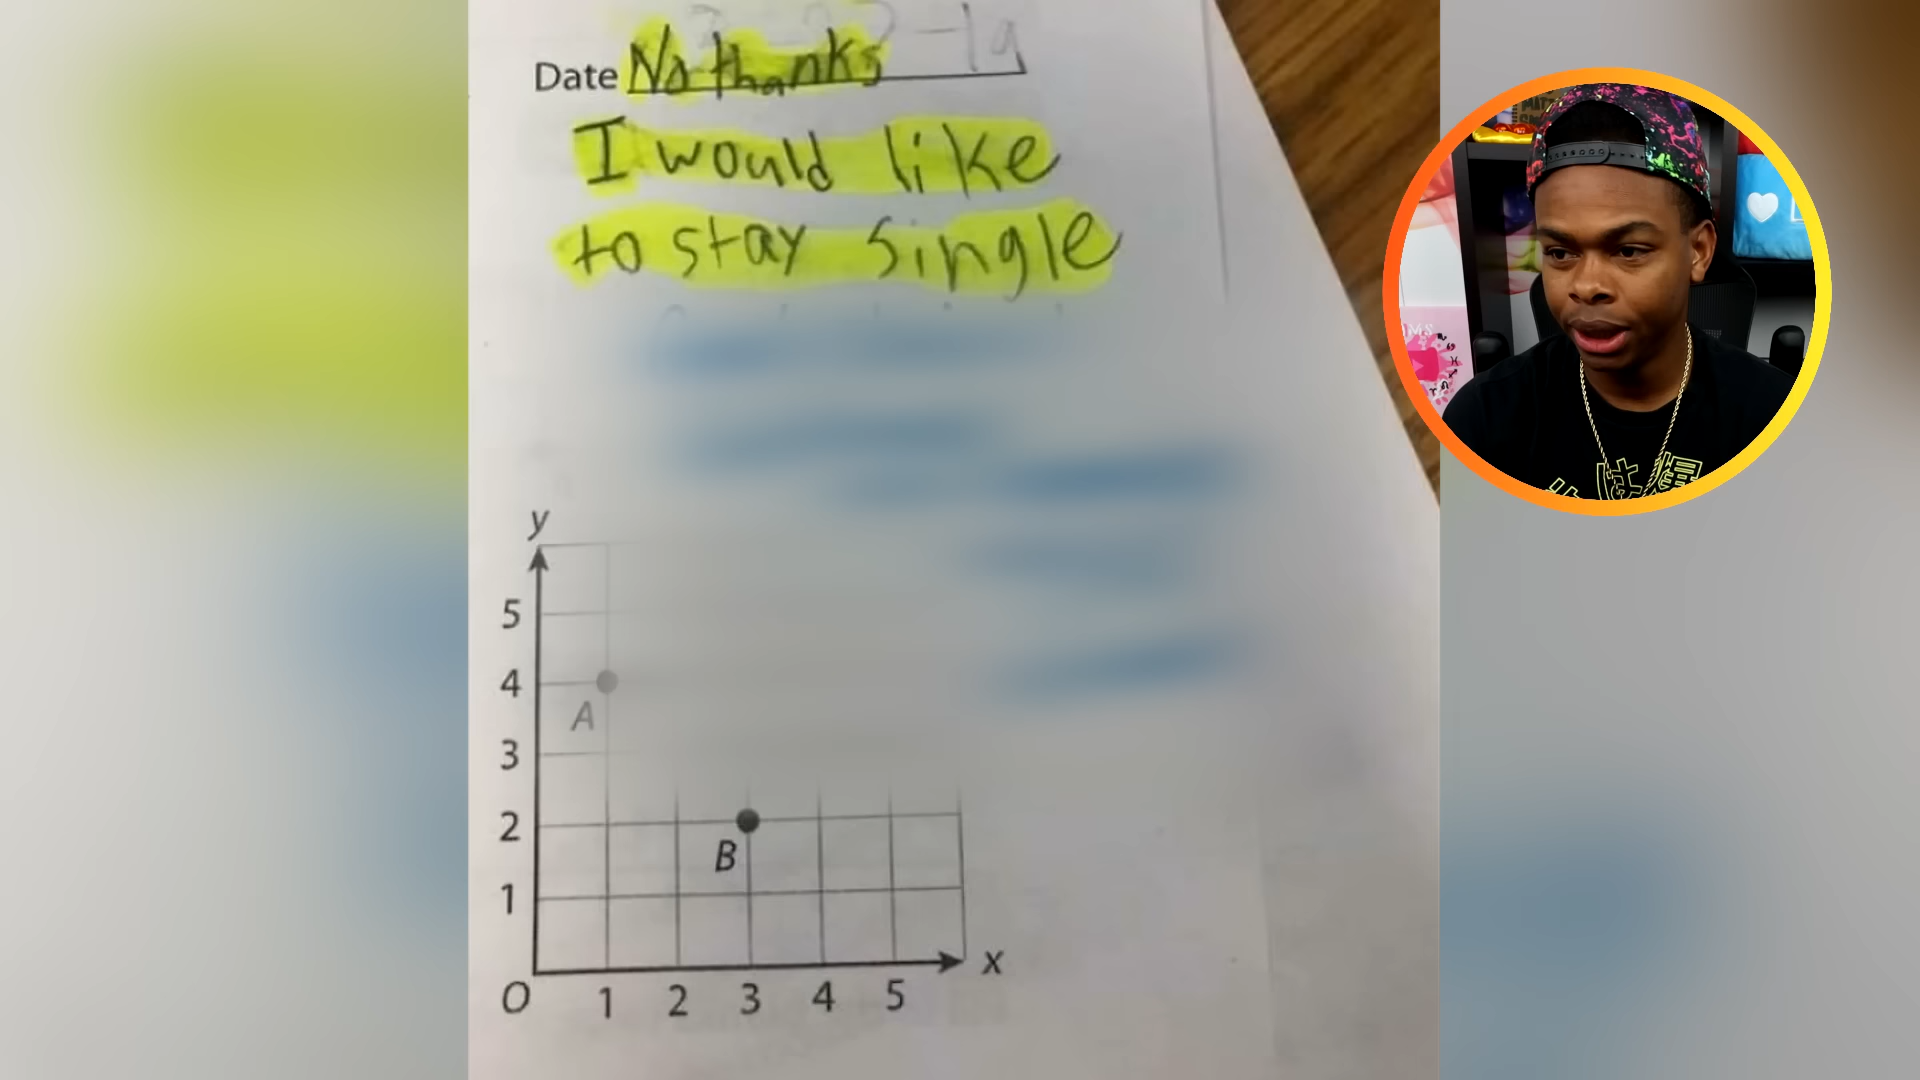 Date No thanks
I would like
to stay single
y
5
4
A
3
2
B
1
x
O 1 2 3 4 5